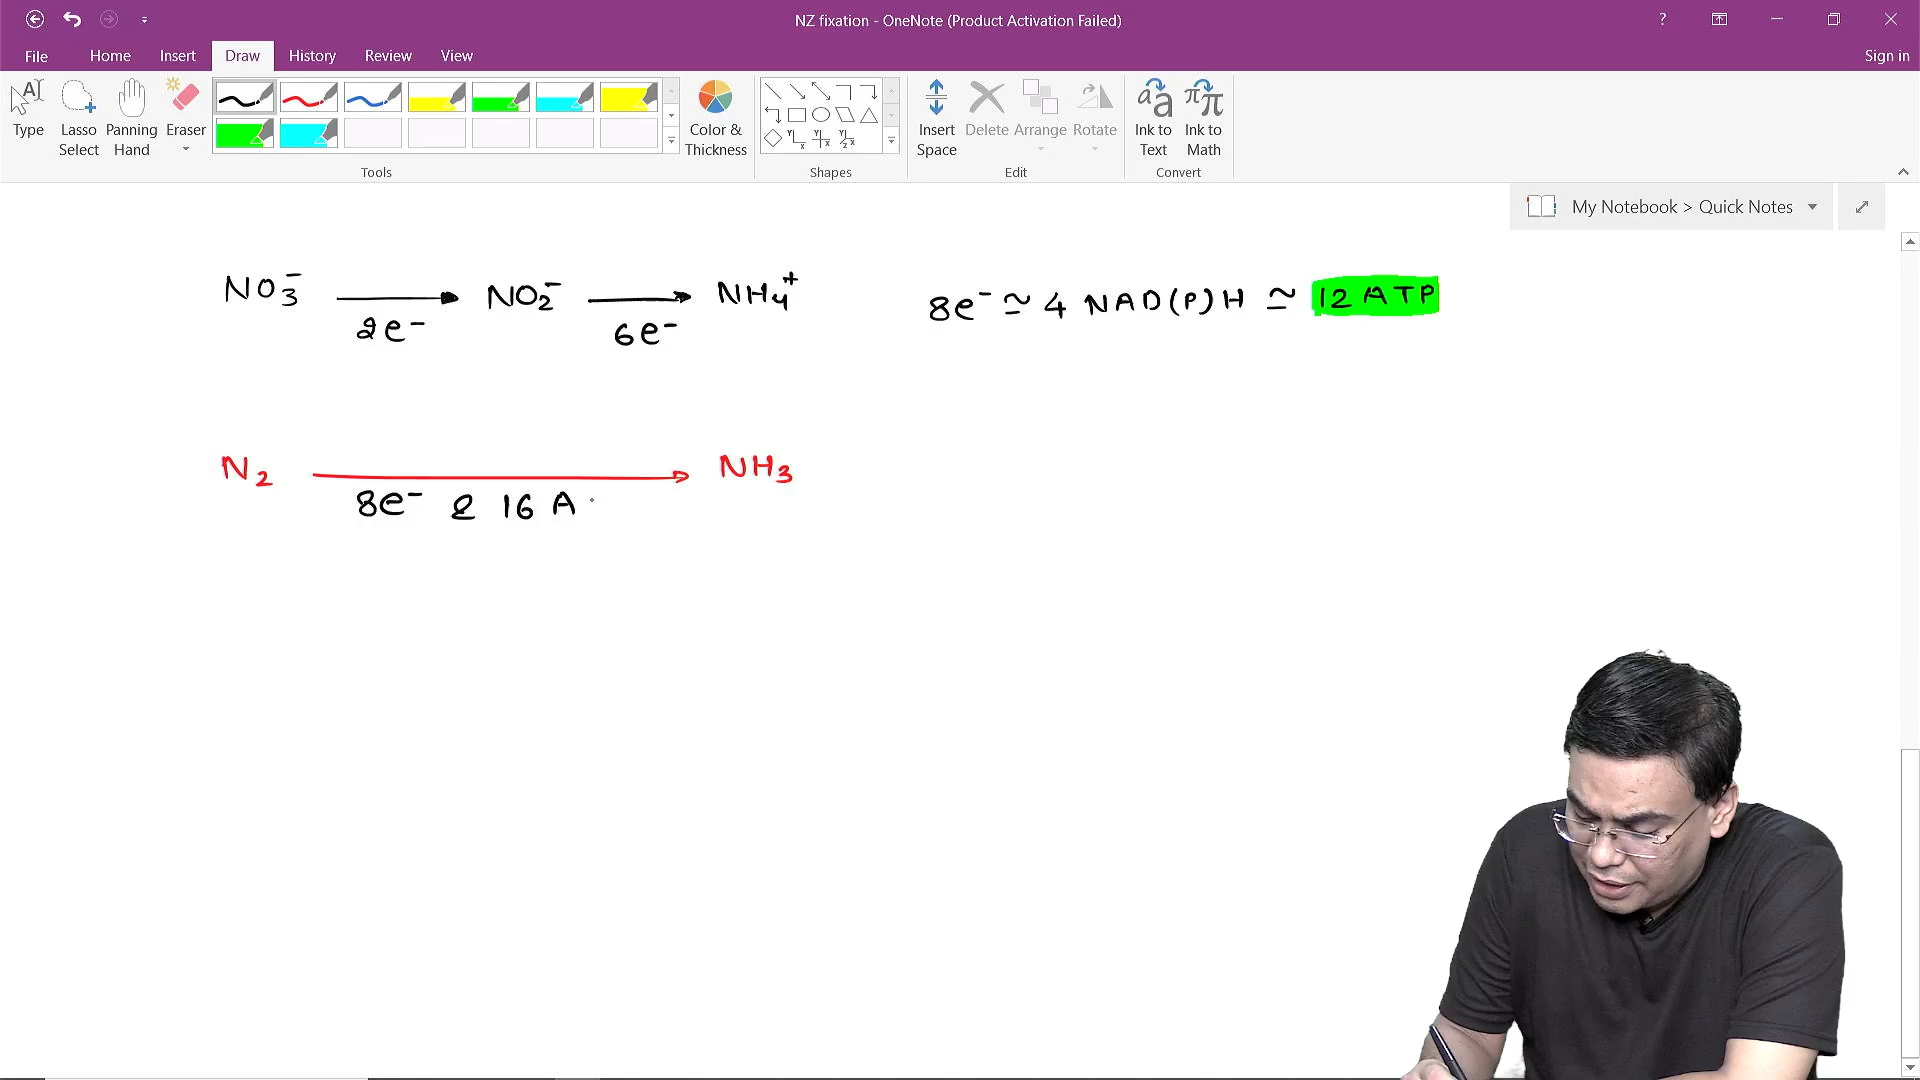 NZ fixation - OneNote (Product Activation Failed)
?
File Home Insert Draw History Review View Sign in
Type
Lasso Select
Panning Hand
Eraser
Color & Thickness
Insert Space
Delete
Arrange
Rotate
Ink to Text
Ink to Math
Tools Shapes Edit Convert
My Notebook > Quick Notes
NO₃⁻ → NO₂⁻ → NH₄⁺ 8e⁻ ≃ 4 NAD(P)H ≃ 12 ATP
2e⁻ 6e⁻
N₂ → NH₃
8e⁻ & 16 A